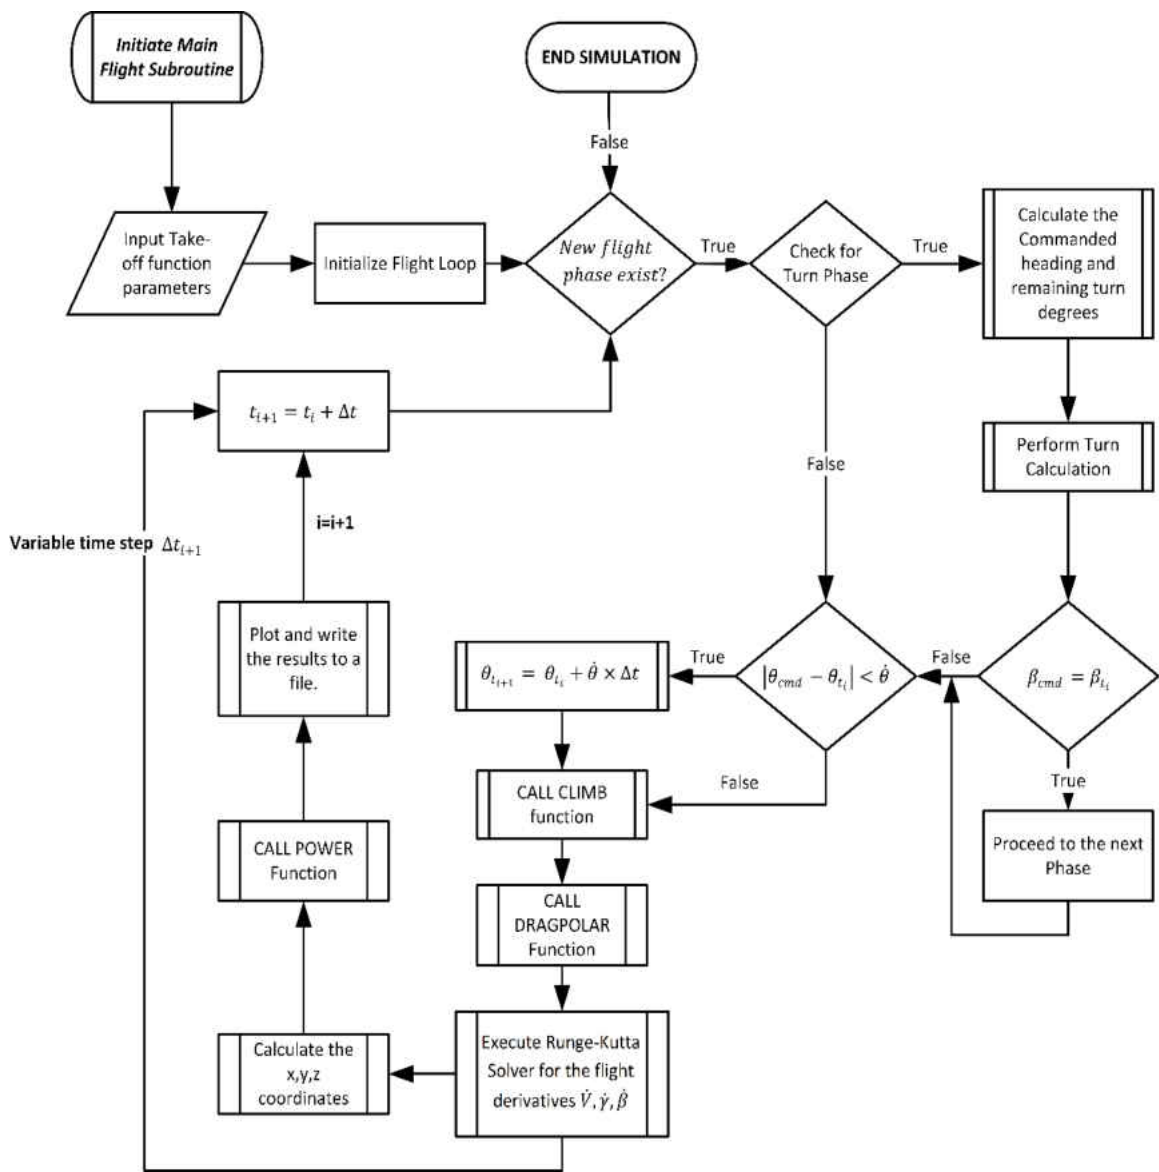 Initiate Main
Flight Subroutine
END SIMULATION
False
Input Take-
off function
parameters
Initialize Flight Loop
New flight
phase exist?
True
Check for
Turn Phase
True
Calculate the
Commanded
heading and
remaining turn
degrees
t_{i+1} = t_i + Δt
False
Perform Turn
Calculation
i=i+1
Variable time step Δt_{i+1}
Plot and write
the results to a
file.
θ_{t_{i+1}} = θ_{t_i} + θ̇ × Δt
True
|θ_{cmd} − θ_{t_i}| < θ̇
False
β_{cmd} = β_{t_i}
True
False
CALL CLIMB
function
Proceed to the next
Phase
CALL POWER
Function
CALL
DRAGPOLAR
Function
Calculate the
x,y,z
coordinates
Execute Runge-Kutta
Solver for the flight
derivatives V̇, γ̇, β̇